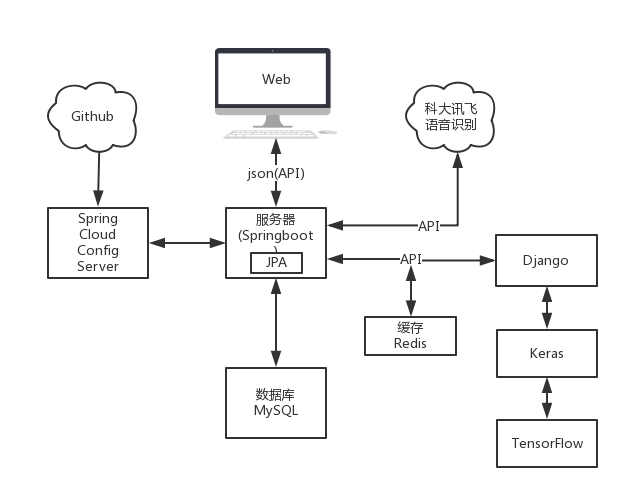 Web
Github
科大讯飞
语音识别
json(API)
Spring
Cloud
Config
Server
服务器
(Springboot
)
JPA
API
API
Django
缓存
Redis
Keras
数据库
MySQL
TensorFlow